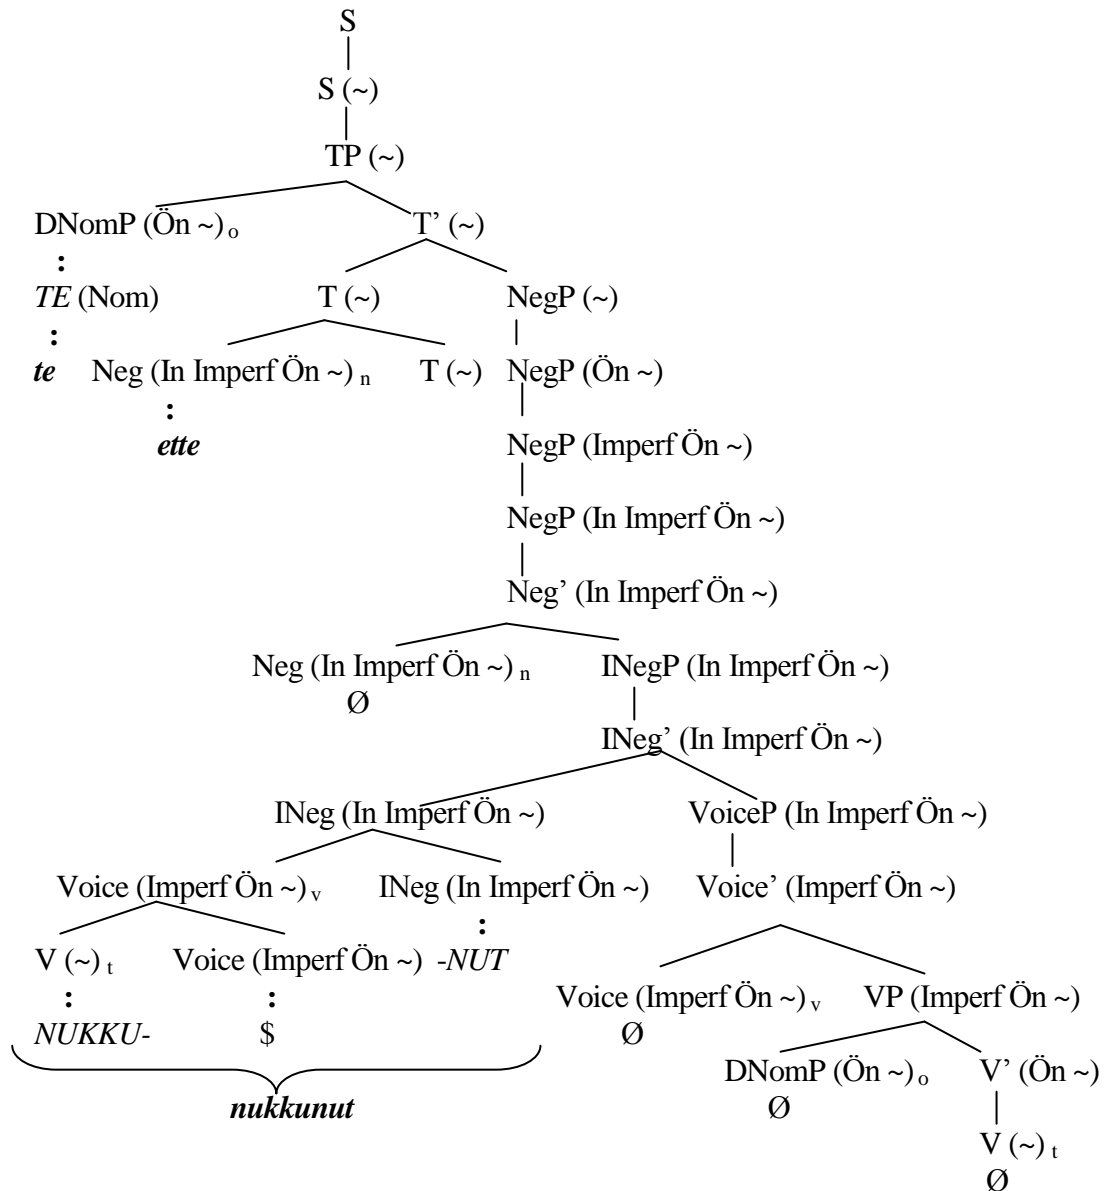 S
S (~)
TP (~)
DNomP (Ön ~) o T’ (~)
:
TE (Nom) T (~) NegP (~)
:
te Neg (In Imperf Ön ~) n T (~) NegP (Ön ~)
:
ette NegP (Imperf Ön ~)
NegP (In Imperf Ön ~)
Neg’ (In Imperf Ön ~)
Neg (In Imperf Ön ~) n INegP (In Imperf Ön ~)
Ø
INeg’ (In Imperf Ön ~)
INeg (In Imperf Ön ~) VoiceP (In Imperf Ön ~)
Voice (Imperf Ön ~) v INeg (In Imperf Ön ~) Voice’ (Imperf Ön ~)
:
V (~) t Voice (Imperf Ön ~) -NUT
: :
Voice (Imperf Ön ~) v VP (Imperf Ön ~)
NUKKU- $ Ø
DNomP (Ön ~) o V’ (Ön ~)
nukkunut Ø
V (~) t
Ø